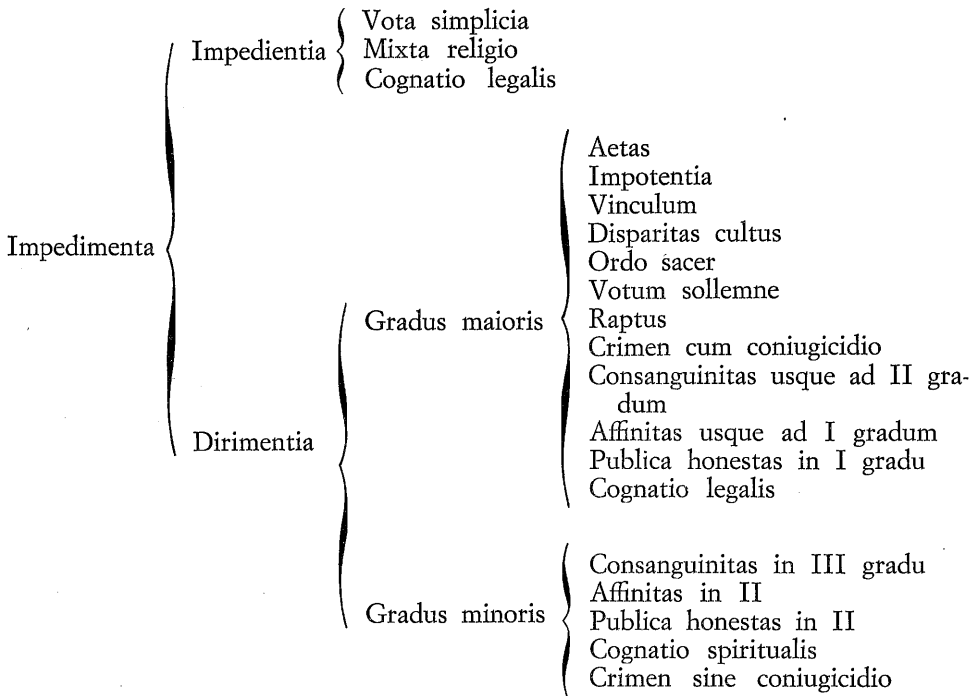 Impedimenta
Impedientia
Vota simplicia
Mixta religio
Cognatio legalis
Dirimentia
Gradus maioris
Aetas
Impotentia
Vinculum
Disparitas cultus
Ordo sacer
Votum sollemne
Raptus
Crimen cum coniugicidio
Consanguinitas usque ad II gra-
dum
Affinitas usque ad I gradum
Publica honestas in I gradu
Cognatio legalis
Gradus minoris
Consanguinitas in III gradu
Affinitas in II
Publica honestas in II
Cognatio spiritualis
Crimen sine coniugicidio